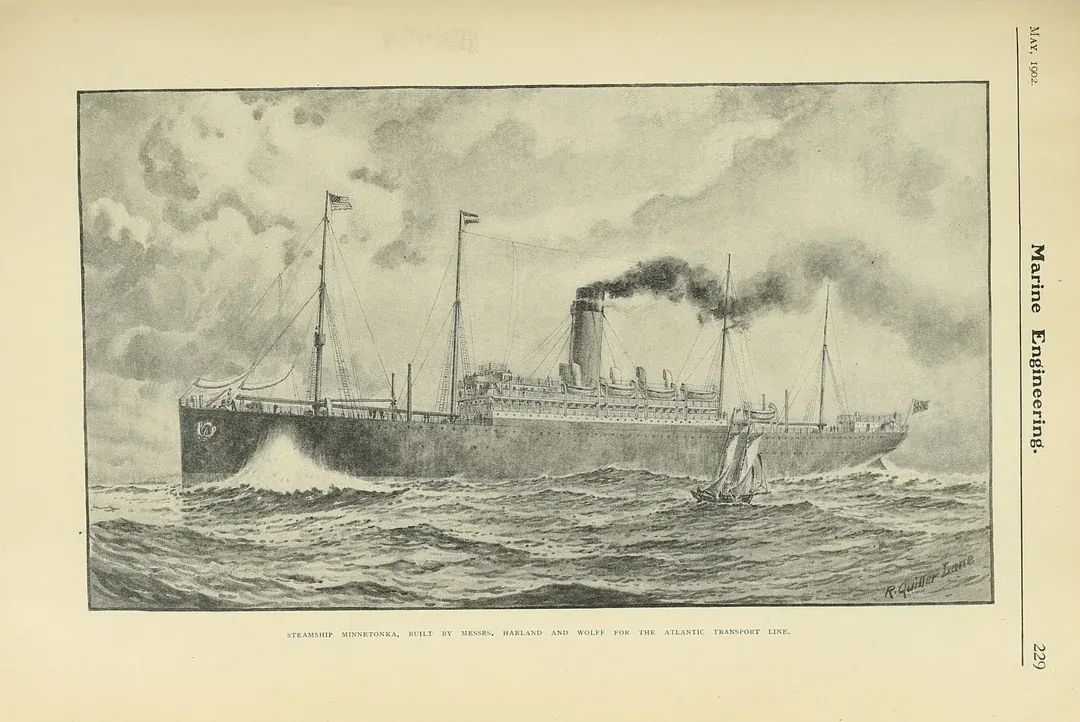 May, 1902.
Marine Engineering.
229
R. Quiller Lane
STEAMSHIP MINNETONKA, BUILT BY MESSRS. HARLAND AND WOLFF FOR THE ATLANTIC TRANSPORT LINE.